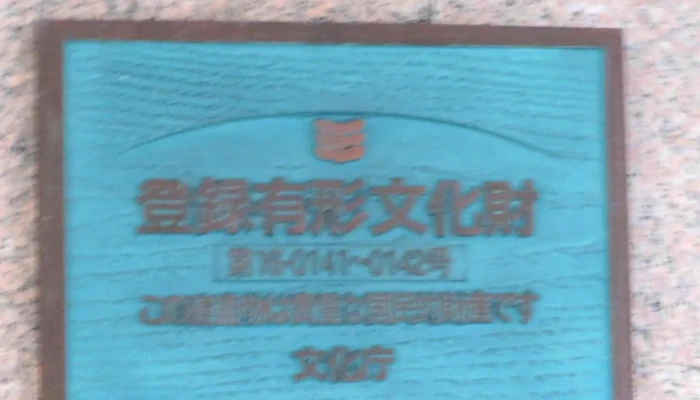 登録有形文化財
第16-0141~0142号
この建造物は貴重な国民的財産です
文化庁